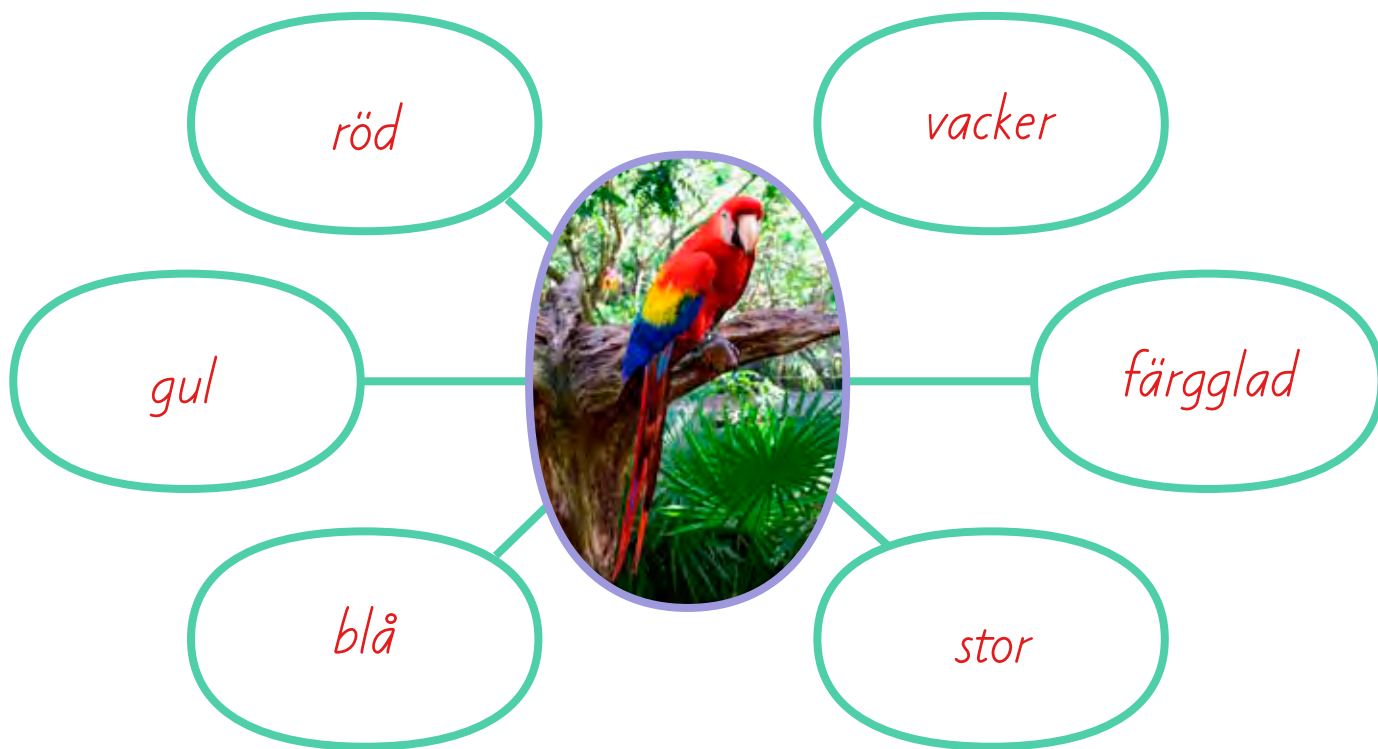 röd
vacker
gul
färgglad
blå
stor